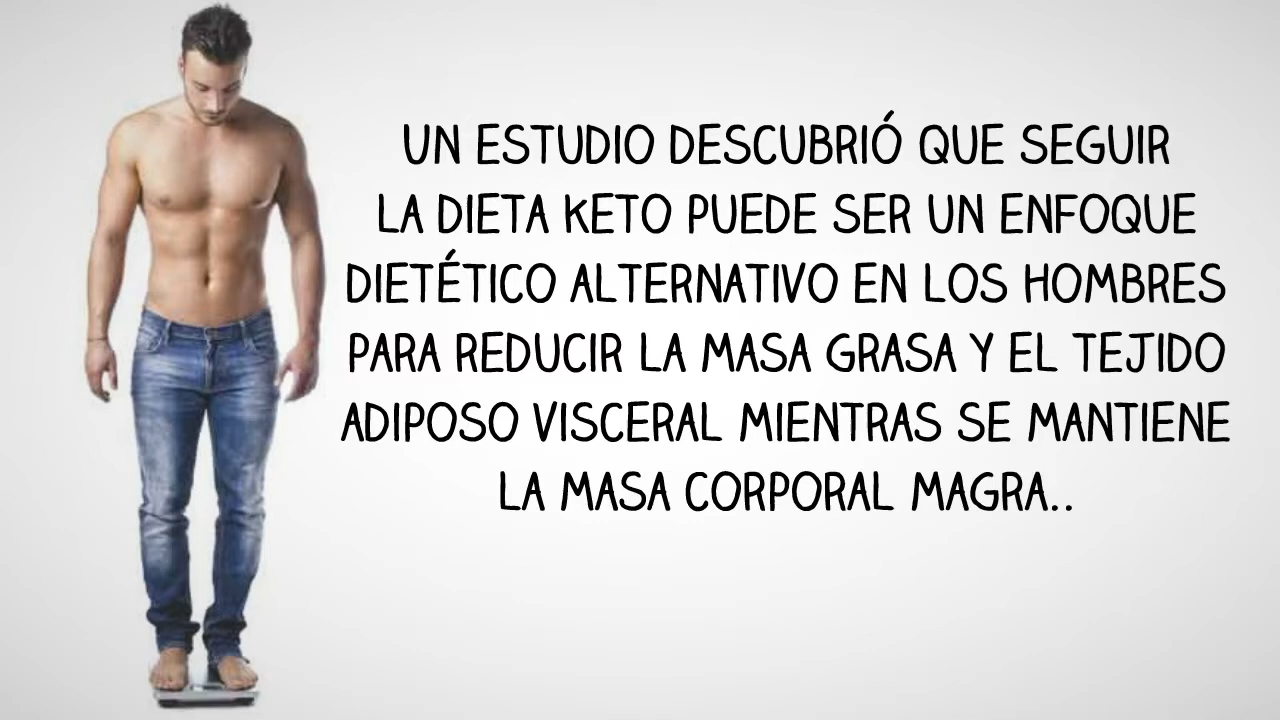 UN ESTUDIO DESCUBRIÓ QUE SEGUIR
LA DIETA KETO PUEDE SER UN ENFOQUE
DIETÉTICO ALTERNATIVO EN LOS HOMBRES
PARA REDUCIR LA MASA GRASA Y EL TEJIDO
ADIPOSO VISCERAL MIENTRAS SE MANTIENE
LA MASA CORPORAL MAGRA..